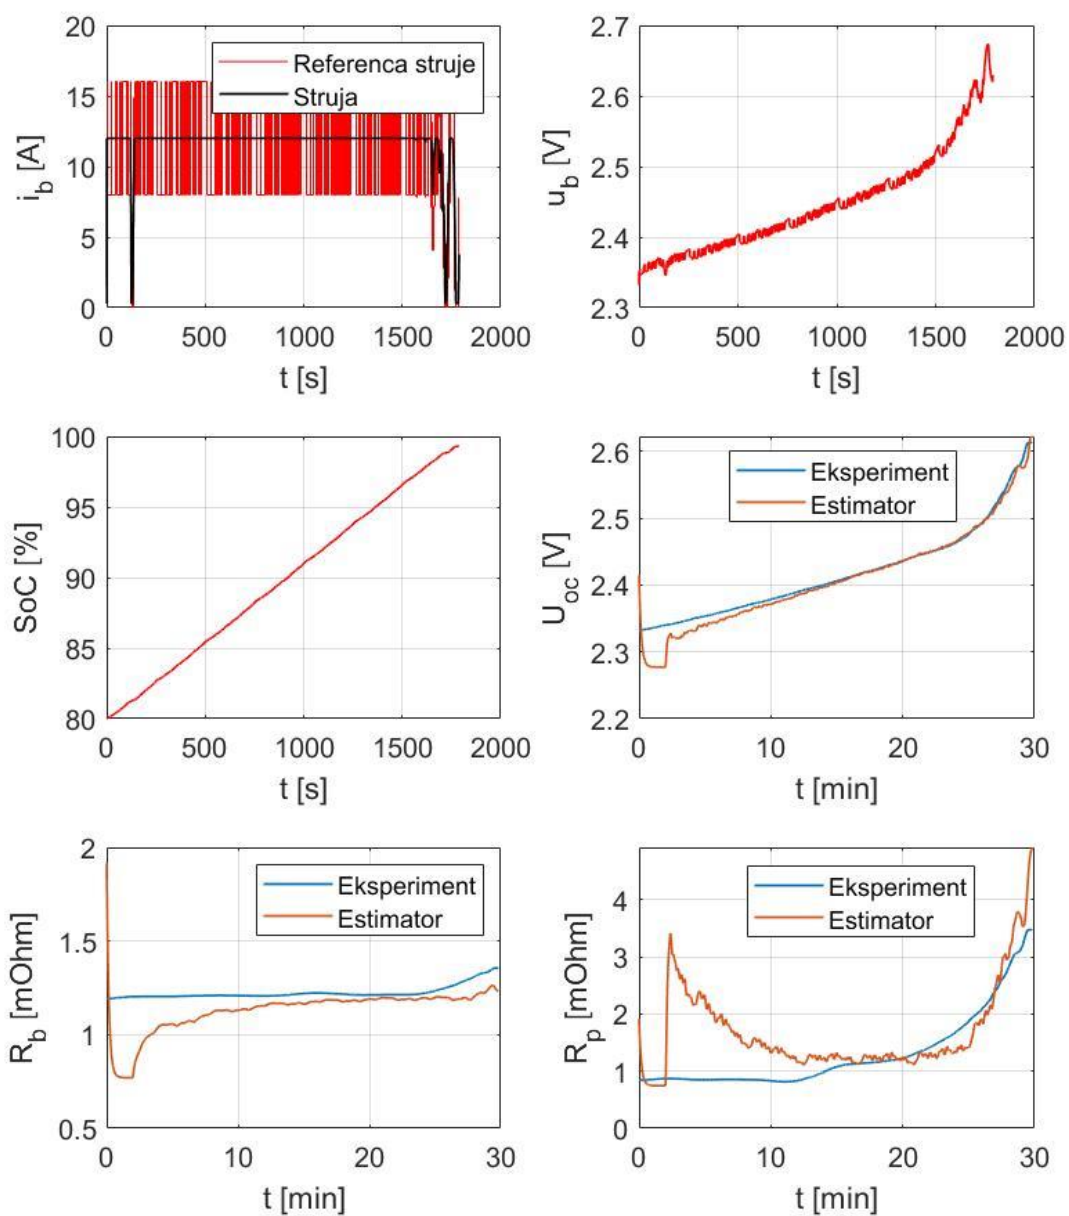 20
15
10
5
0
i_b [A]
Referenca struje
Struja
0 500 1000 1500 2000
t [s]
2.7
2.6
2.5
2.4
2.3
u_b [V]
0 500 1000 1500 2000
t [s]
100
95
90
85
80
SoC [%]
0 500 1000 1500 2000
t [s]
2.6
2.5
2.4
2.3
2.2
U_oc [V]
Eksperiment
Estimator
0 10 20 30
t [min]
2
1.5
1
0.5
R_b [mOhm]
Eksperiment
Estimator
0 10 20 30
t [min]
4
3
2
1
0
R_p [mOhm]
Eksperiment
Estimator
0 10 20 30
t [min]